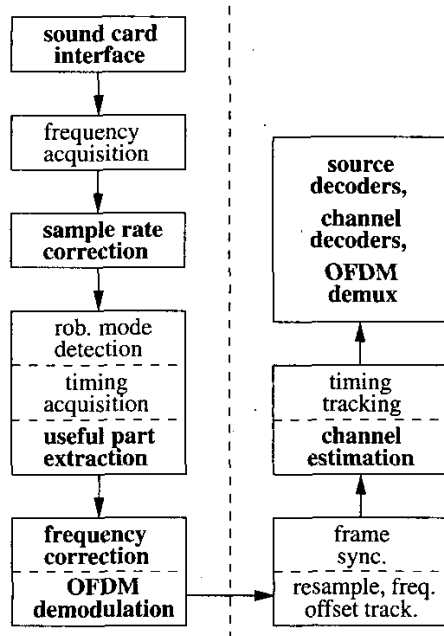 sound card
interface
frequency
acquisition
sample rate
correction
rob. mode
detection
timing
acquisition
useful part
extraction
frequency
correction
OFDM
demodulation
source
decoders,
channel
decoders,
OFDM
demux
timing
tracking
channel
estimation
frame
sync.
resample, freq.
offset track.